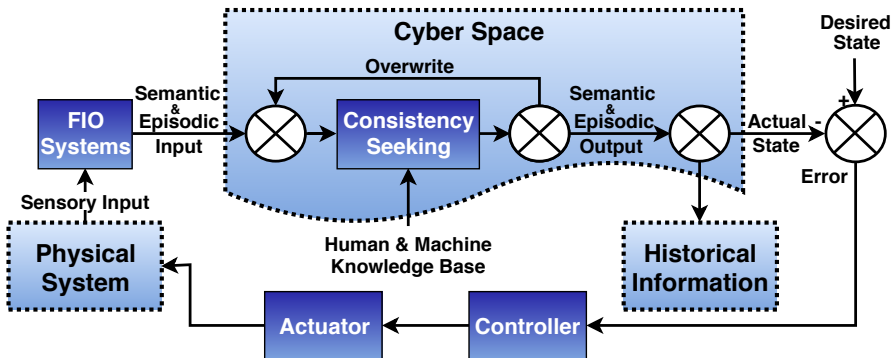 Cyber Space
Desired
State
Overwrite
FIO
Systems
Semantic
&
Episodic
Input
Consistency
Seeking
Semantic
&
Episodic
Output
Actual
State
+
-
Error
Sensory Input
Physical
System
Human & Machine
Knowledge Base
Historical
Information
Actuator
Controller